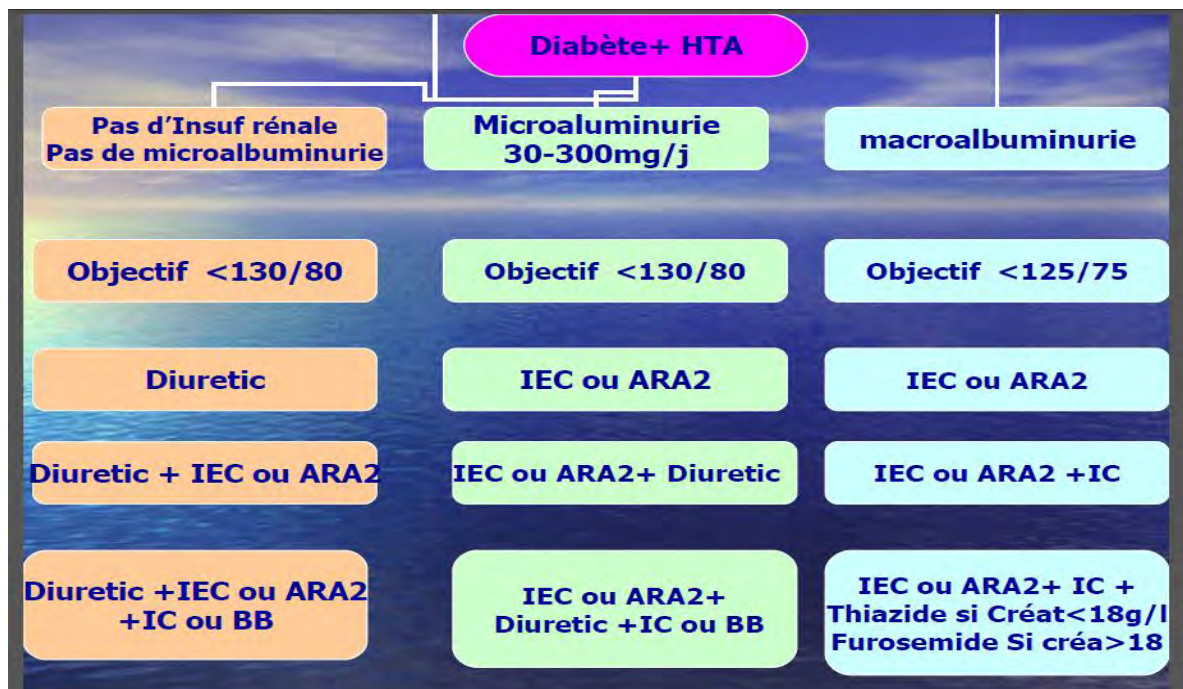 Diabète+ HTA
Pas d'Insuf rénale
Pas de microalbuminurie
Microaluminurie
30-300mg/j
macroalbuminurie
Objectif <130/80
Objectif <130/80
Objectif <125/75
Diuretic
IEC ou ARA2
IEC ou ARA2
Diuretic + IEC ou ARA2
IEC ou ARA2+ Diuretic
IEC ou ARA2 +IC
Diuretic +IEC ou ARA2
+IC ou BB
IEC ou ARA2+
Diuretic +IC ou BB
IEC ou ARA2+ IC +
Thiazide si Créat<18g/l
Furosemide Si créa>18